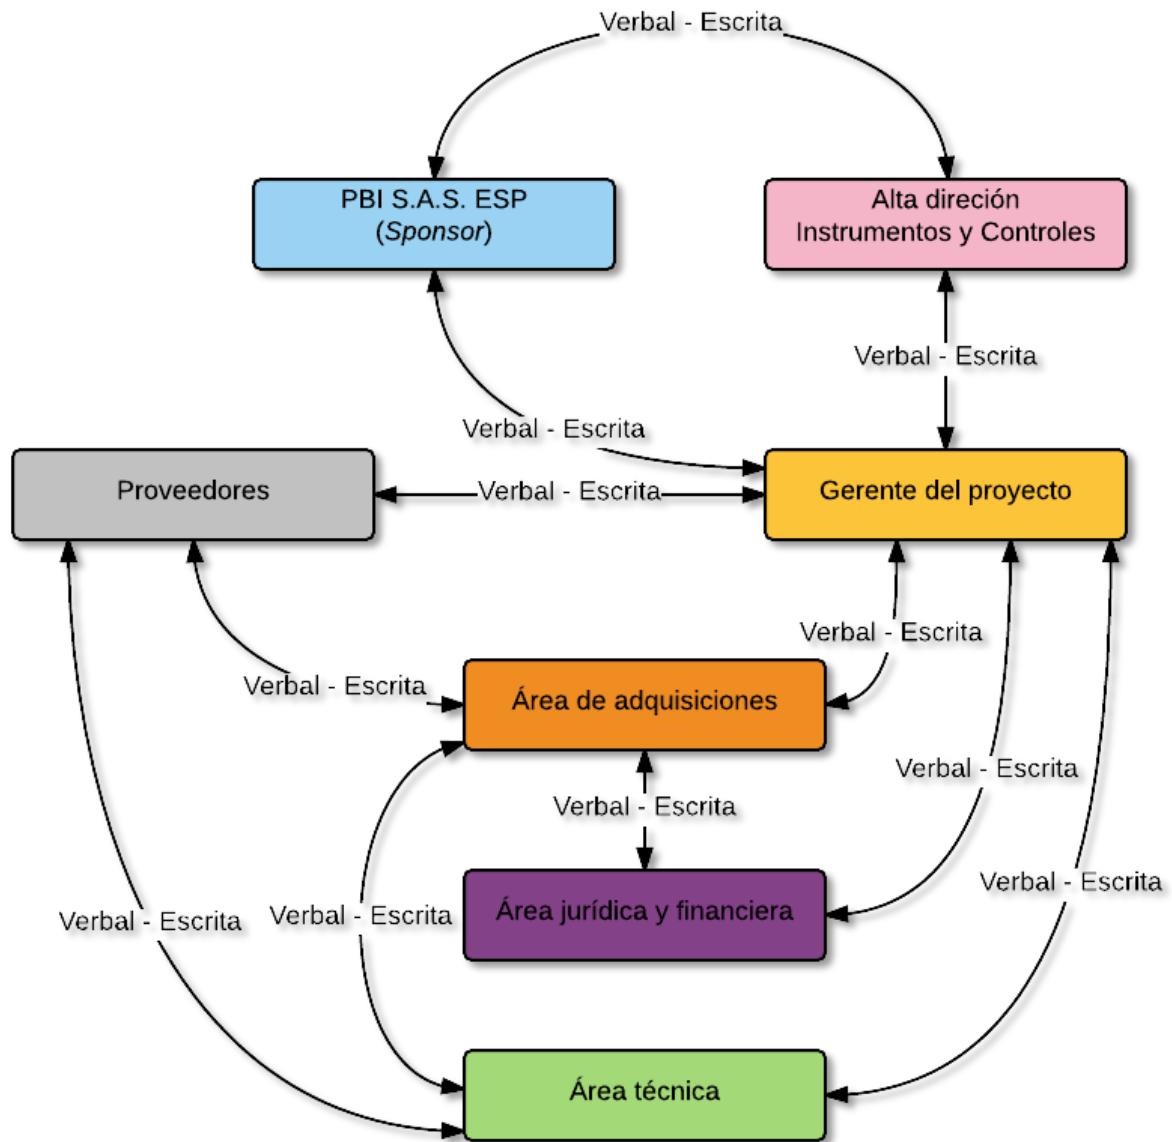 Verbal - Escrita
PBI S.A.S. ESP
(Sponsor)
Alta direción
Instrumentos y Controles
Verbal - Escrita
Verbal - Escrita
Proveedores
Verbal - Escrita
Gerente del proyecto
Verbal - Escrita
Verbal - Escrita
Área de adquisiciones
Verbal - Escrita
Verbal - Escrita
Verbal - Escrita
Área jurídica y financiera
Verbal - Escrita
Verbal - Escrita
Área técnica